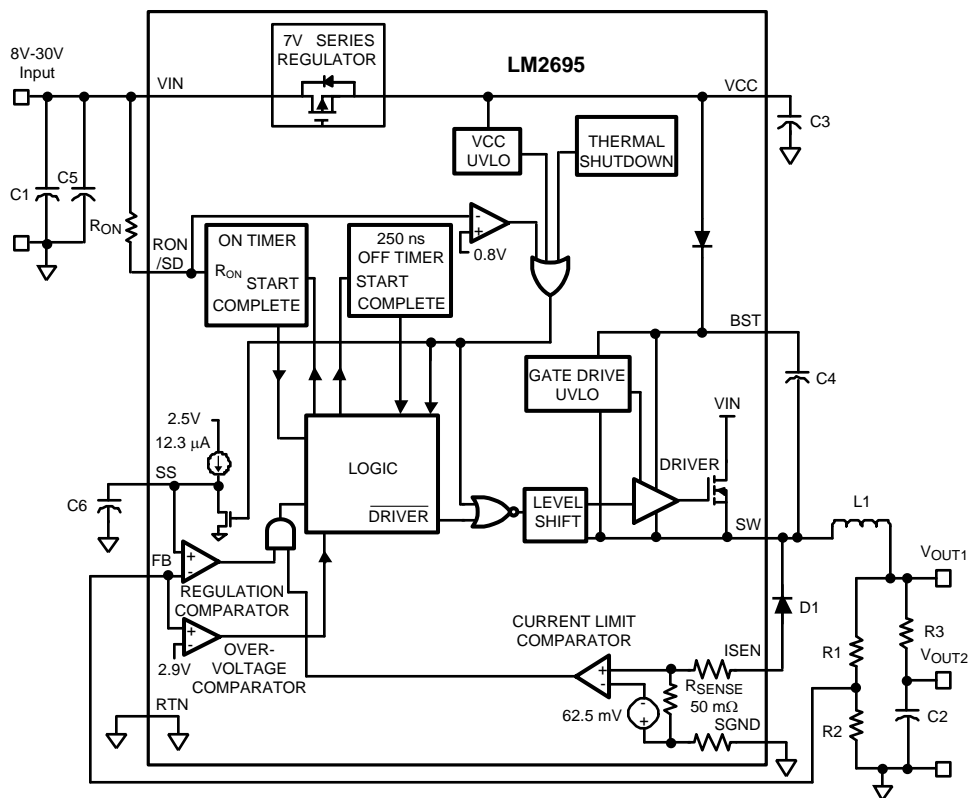 8V-30V
Input
7V SERIES
REGULATOR
LM2695
VIN
VCC
C3
VCC
UVLO
THERMAL
SHUTDOWN
C1
C5
RON
RON
/SD
ON TIMER
RON
START
COMPLETE
250 ns
OFF TIMER
START
COMPLETE
-
+
0.8V
BST
C4
GATE DRIVE
UVLO
VIN
2.5V
12.3 μA
SS
C6
LOGIC
DRIVER
DRIVER
LEVEL
SHIFT
SW
L1
FB
+
-
REGULATION
COMPARATOR
+
-
2.9V
OVER-
VOLTAGE
COMPARATOR
CURRENT LIMIT
COMPARATOR
D1
VOUT1
R3
R1
VOUT2
ISEN
+
-
RSENSE
50 mΩ
62.5 mV
-
+
SGND
R2
C2
RTN